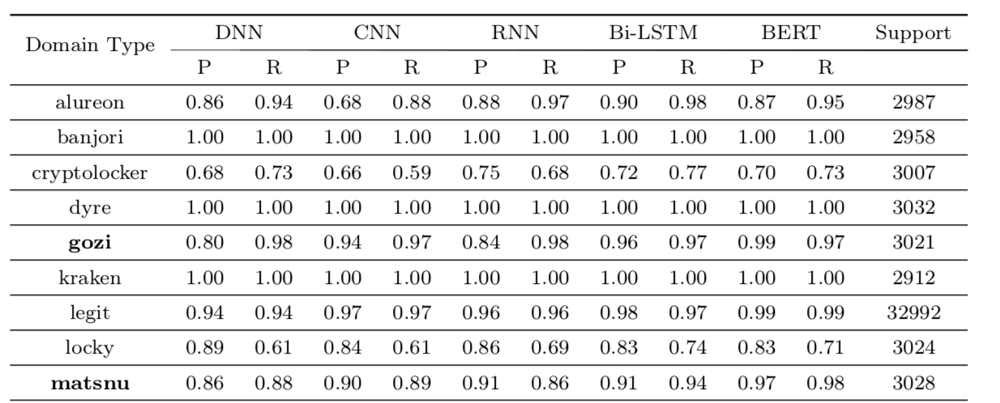 Domain Type DNN CNN RNN Bi-LSTM BERT Support
P R P R P R P R P R
alureon 0.86 0.94 0.68 0.88 0.88 0.97 0.90 0.98 0.87 0.95 2987
banjori 1.00 1.00 1.00 1.00 1.00 1.00 1.00 1.00 1.00 1.00 2958
cryptolocker 0.68 0.73 0.66 0.59 0.75 0.68 0.72 0.77 0.70 0.73 3007
dyre 1.00 1.00 1.00 1.00 1.00 1.00 1.00 1.00 1.00 1.00 3032
gozi 0.80 0.98 0.94 0.97 0.84 0.98 0.96 0.97 0.99 0.97 3021
kraken 1.00 1.00 1.00 1.00 1.00 1.00 1.00 1.00 1.00 1.00 2912
legit 0.94 0.94 0.97 0.97 0.96 0.96 0.98 0.97 0.99 0.99 32992
locky 0.89 0.61 0.84 0.61 0.86 0.69 0.83 0.74 0.83 0.71 3024
matsnu 0.86 0.88 0.90 0.89 0.91 0.86 0.91 0.94 0.97 0.98 3028